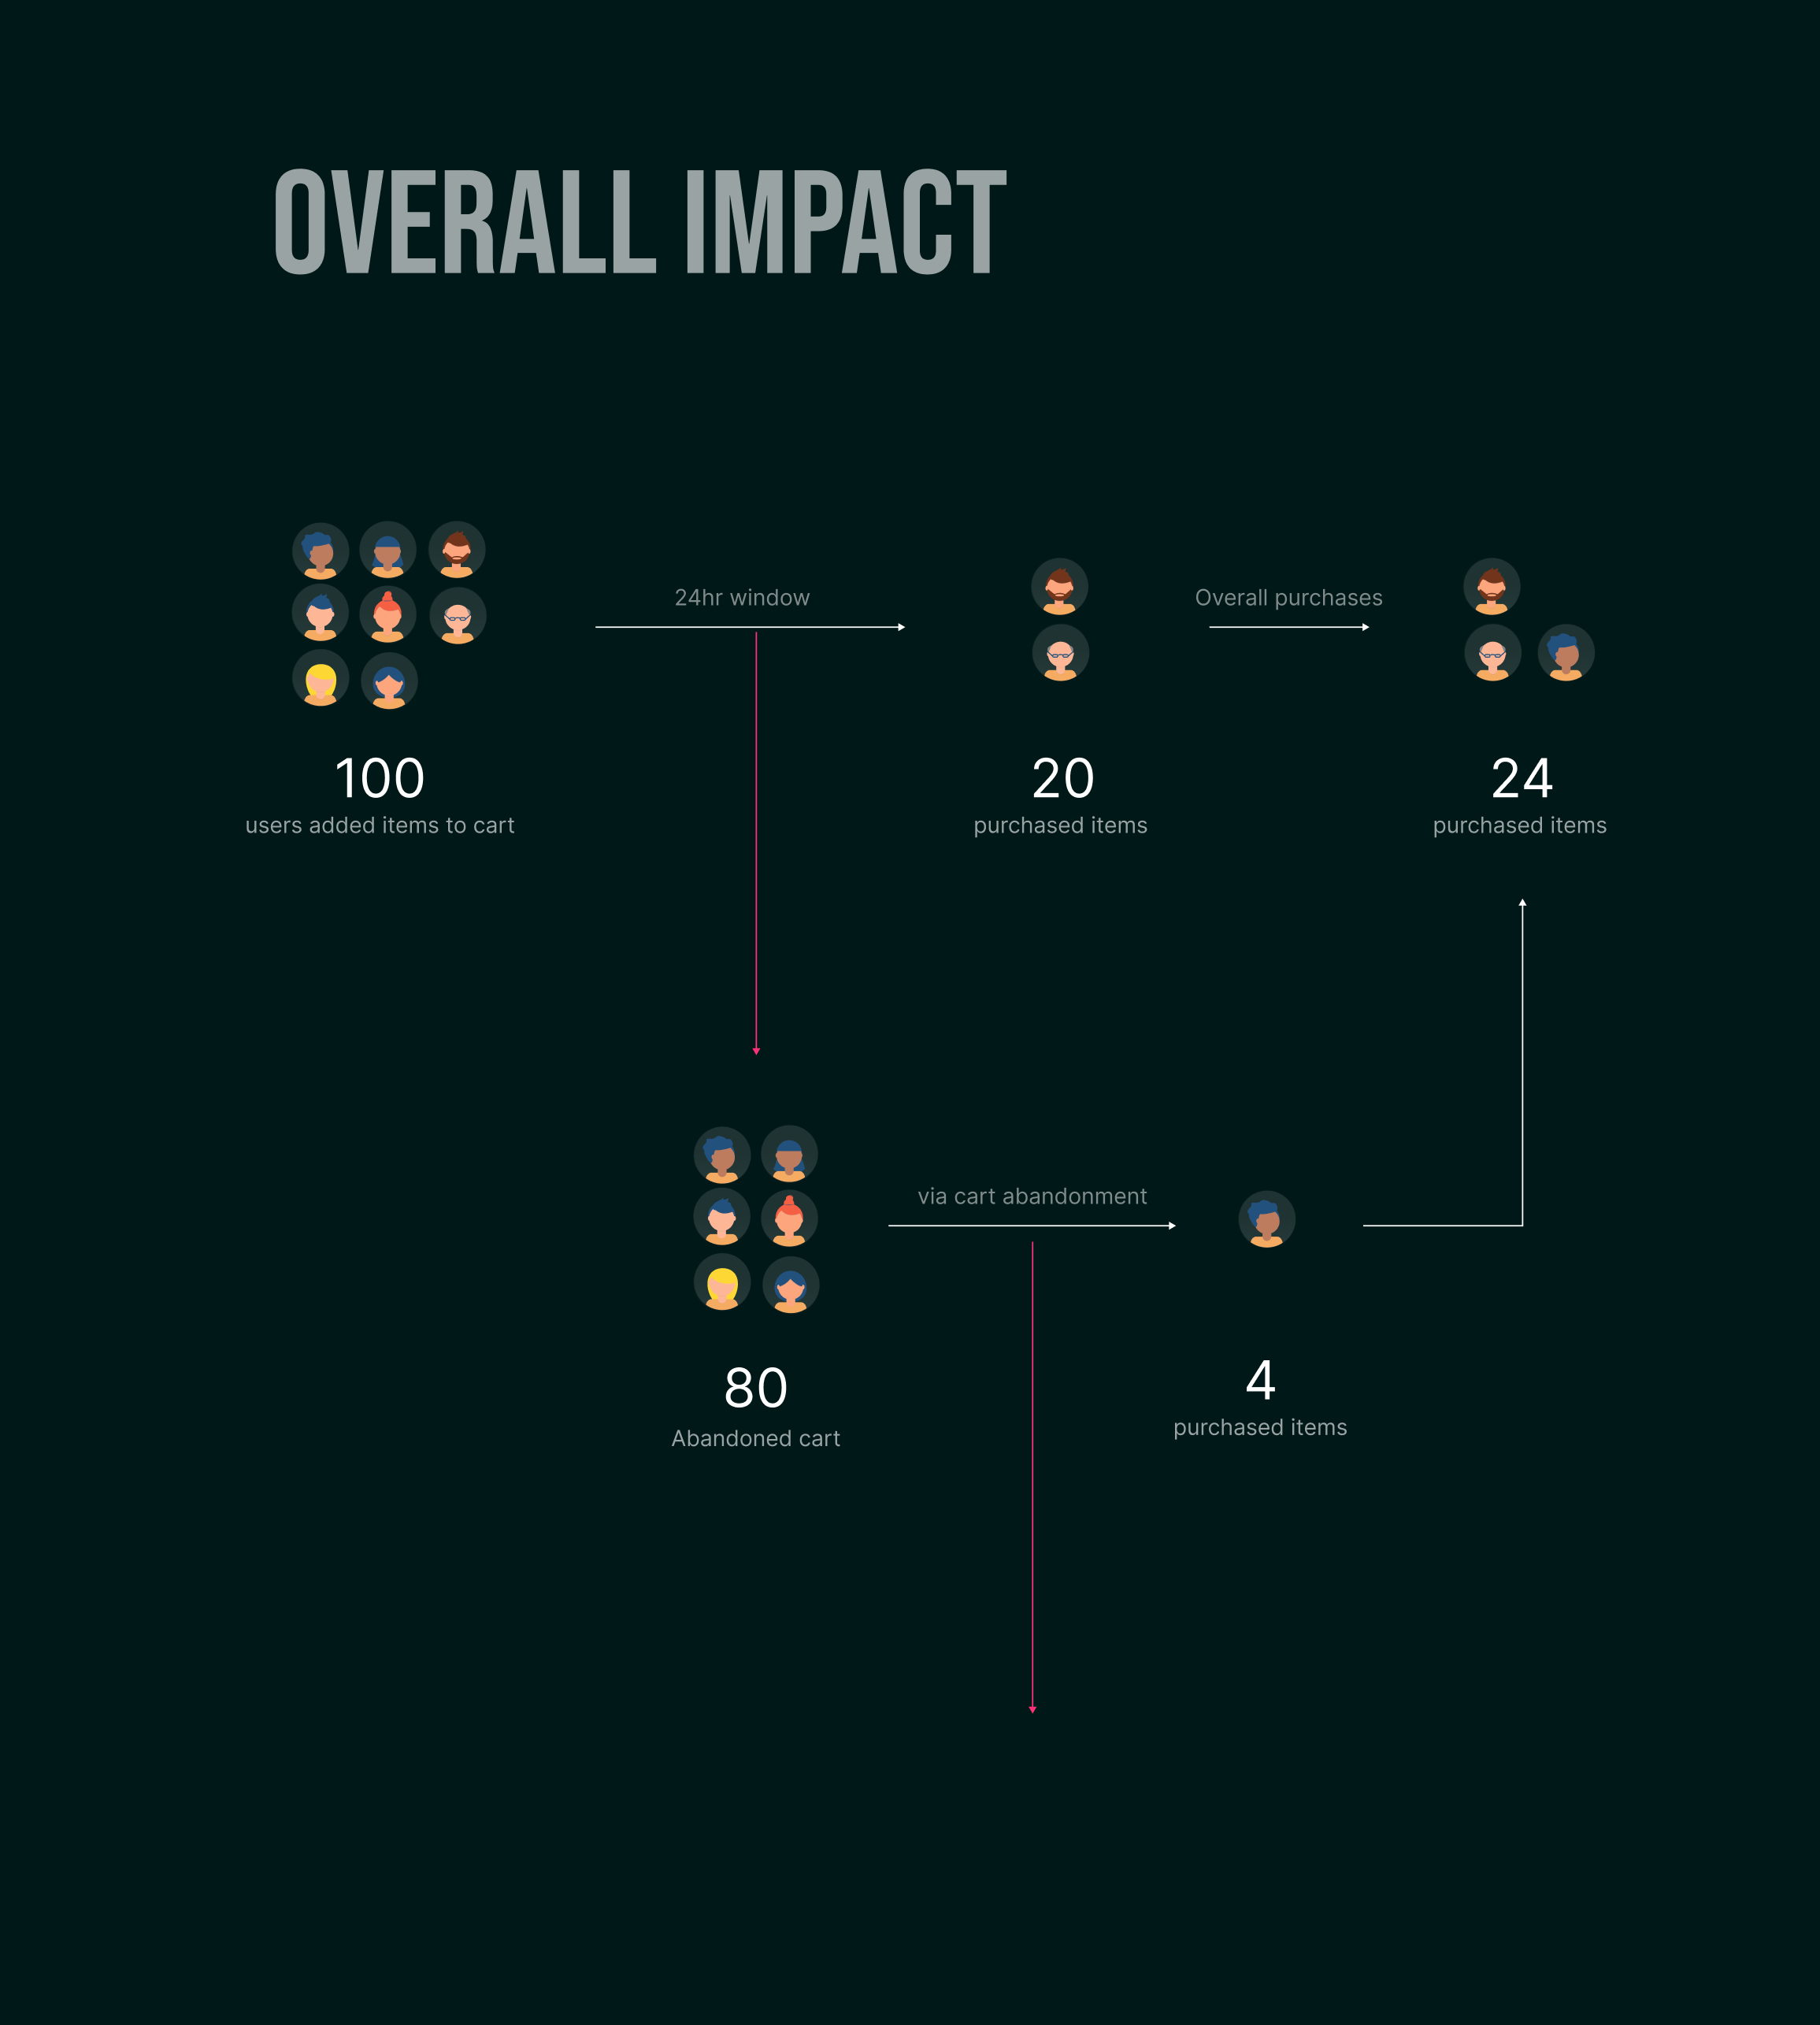 OVERALL IMPACT
24hr window
Overall purchases
100
users added items to cart
20
purchased items
24
purchased items
via cart abandonment
80
Abandoned cart
4
purchased items